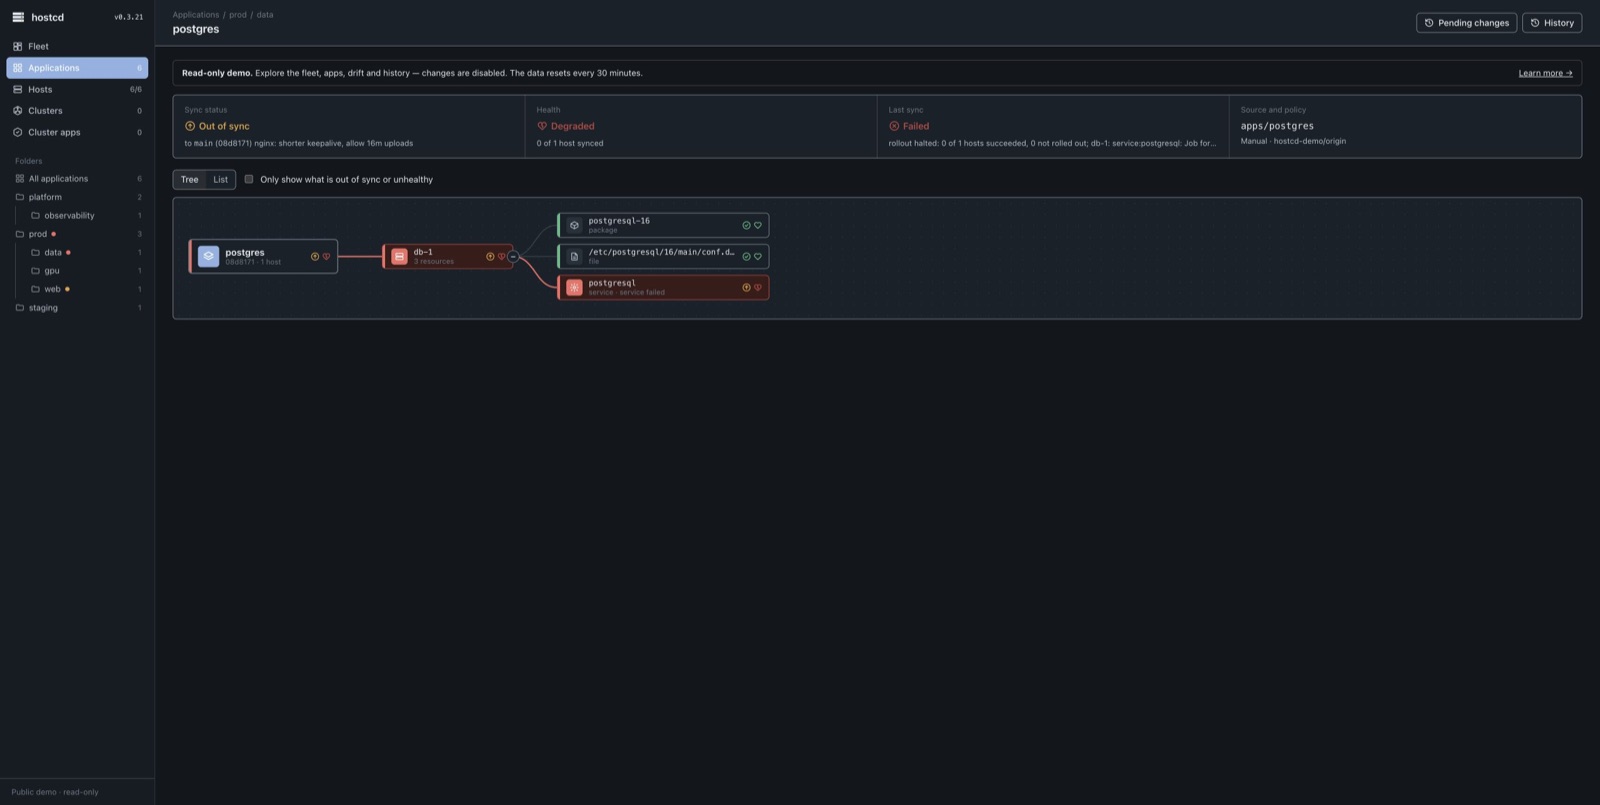 hostcd
v0.3.21
Fleet
Applications 6
Hosts 6/6
Clusters 0
Cluster apps 0
Folders
All applications 6
platform 2
observability 1
prod 3
data 1
gpu 1
web 1
staging 1
Public demo · read-only
Applications / prod / data
postgres
Pending changes
History
Read-only demo. Explore the fleet, apps, drift and history — changes are disabled. The data resets every 30 minutes.
Learn more →
Sync status
Out of sync
to main (08d8171) nginx: shorter keepalive, allow 16m uploads
Health
Degraded
0 of 1 host synced
Last sync
Failed
rollout halted: 0 of 1 hosts succeeded, 0 not rolled out; db-1: service:postgresql: Job for…
Source and policy
apps/postgres
Manual · hostcd-demo/origin
Tree
List
Only show what is out of sync or unhealthy
postgres
08d8171 · 1 host
db-1
3 resources
postgresql-16
package
/etc/postgresql/16/main/conf.d…
file
postgresql
service · service failed